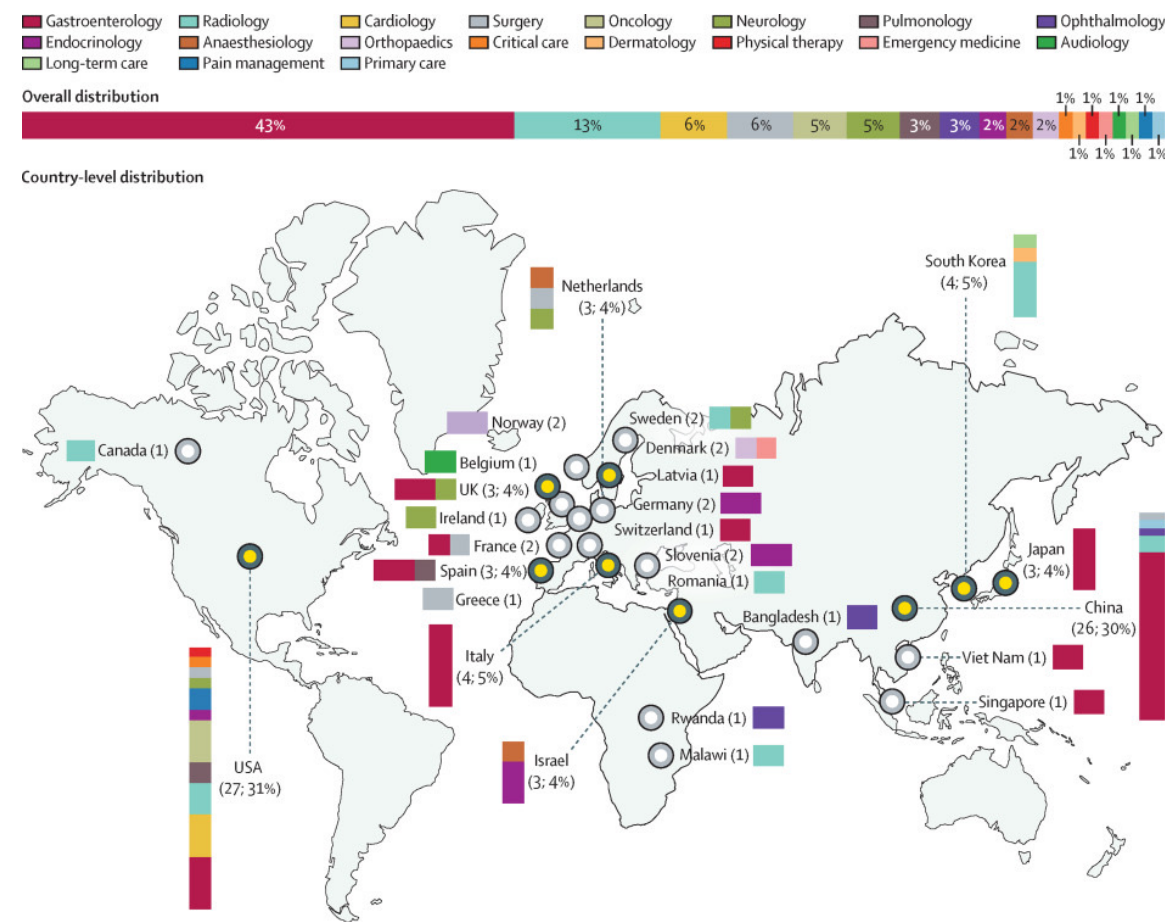 Gastroenterology Radiology Cardiology Surgery Oncology Neurology Pulmonology Ophthalmology
Endocrinology Anaesthesiology Orthopaedics Critical care Dermatology Physical therapy Emergency medicine Audiology
Long-term care Pain management Primary care
Overall distribution
1% 1% 1% 1%
43% 13% 6% 6% 5% 5% 3% 3% 2% 2% 2%
1% 1% 1% 1%
Country-level distribution
South Korea
(4; 5%)
Netherlands
(3; 4%)
Norway (2)
Sweden (2)
Canada (1)
Denmark (2)
Belgium (1)
Latvia (1)
UK (3; 4%)
Germany (2)
Ireland (1)
Switzerland (1)
France (2)
Slovenia (2)
Japan
(3; 4%)
Spain (3; 4%)
Romania (1)
Greece (1)
Bangladesh (1)
China
(26; 30%)
Italy
(4; 5%)
Viet Nam (1)
Singapore (1)
Rwanda (1)
Israel
(3; 4%)
Malawi (1)
USA
(27; 31%)